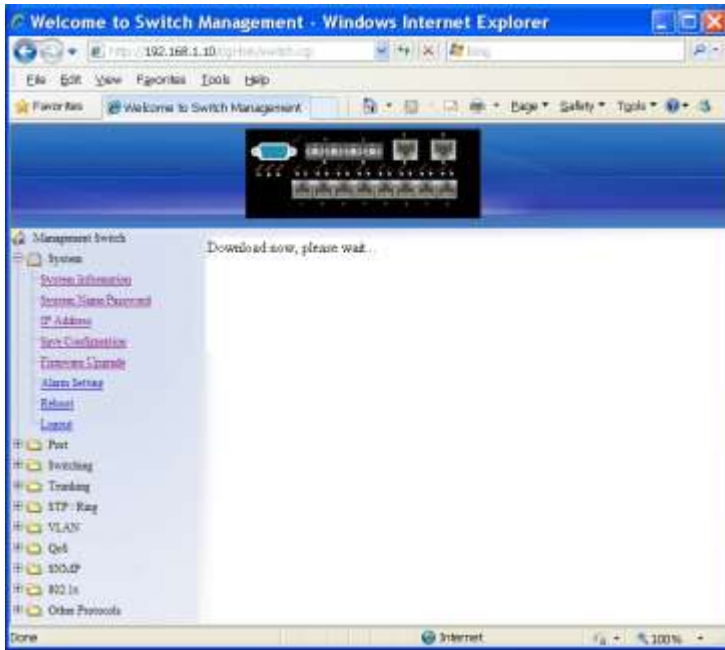 Welcome to Switch Management - Windows Internet Explorer
192.168.1.10
File Edit View Favorites Tools Help
Favorites Welcome to Switch Management Page Safety Tools
Management Switch
System
System Information
System Name/Password
IP Address
Save Configuration
Firmware Upgrade
Alarm Setting
Reboot
Logout
Port
Switching
Trunking
STP / Ring
VLAN
QoS
SNMP
802.1x
Other Protocols
Download now, please wait...
Done Internet 100%